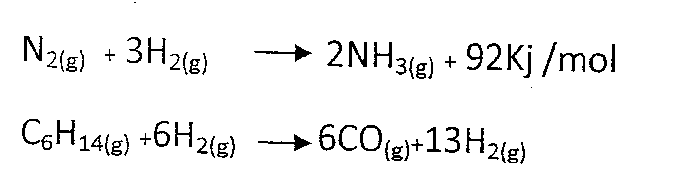 N₂(g) + 3H₂(g) ⟶ 2NH₃(g) + 92Kj/mol
C₆H₁₄(g) +6H₂(g) ⟶ 6CO(g)+13H₂(g)